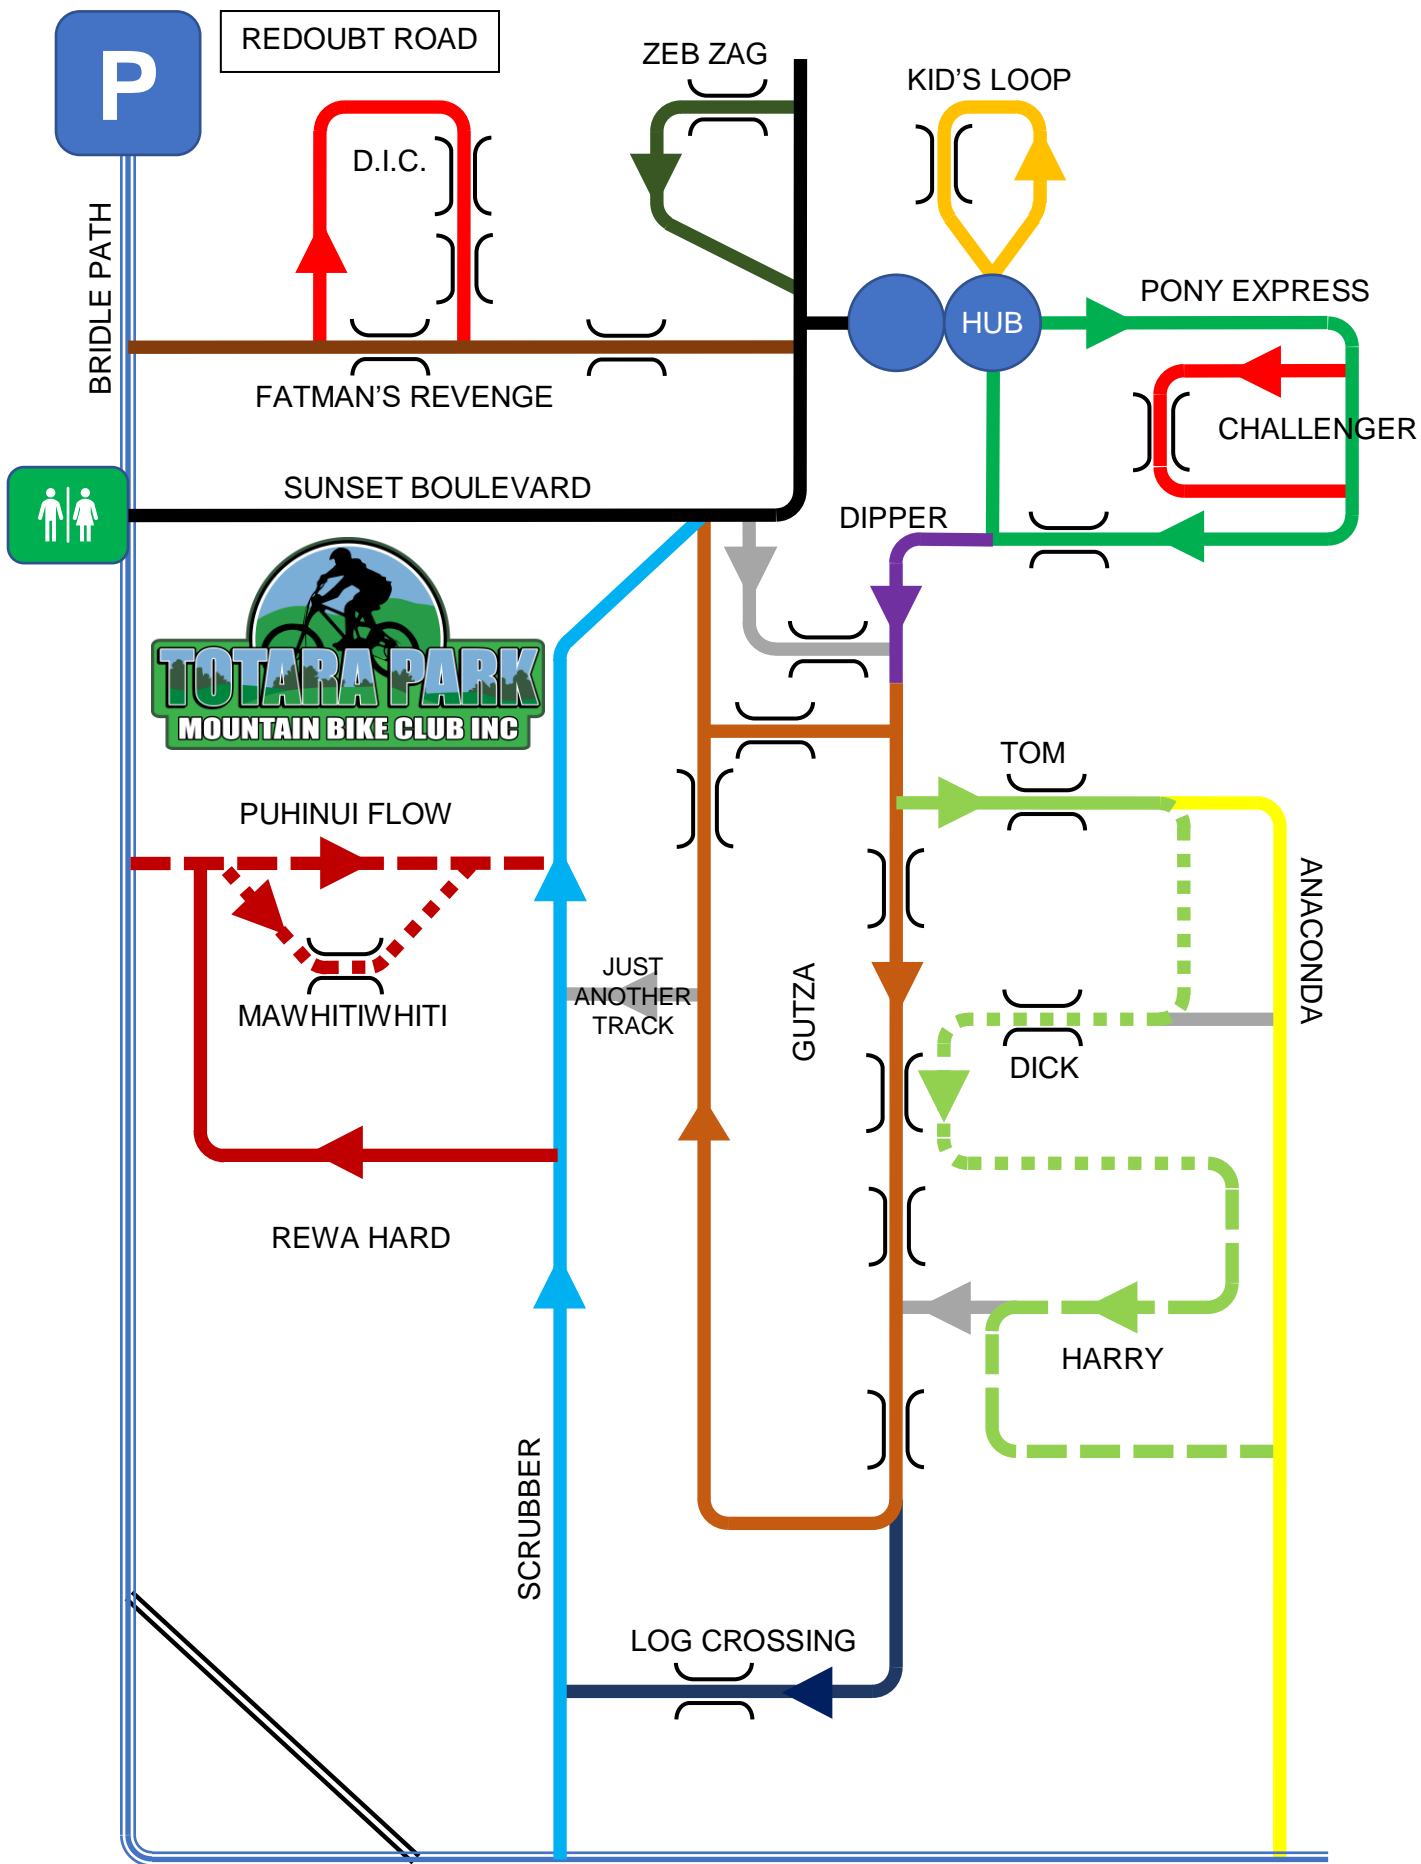 P
REDOUBT ROAD
ZEB ZAG
KID'S LOOP
D.I.C.
BRIDLE PATH
HUB
PONY EXPRESS
FATMAN'S REVENGE
CHALLENGER
SUNSET BOULEVARD
DIPPER
TOTARA PARK
MOUNTAIN BIKE CLUB INC
TOM
PUHINUI FLOW
ANACONDA
JUST
ANOTHER
TRACK
GUTZA
MAWHITIWHITI
DICK
REWA HARD
HARRY
SCRUBBER
LOG CROSSING